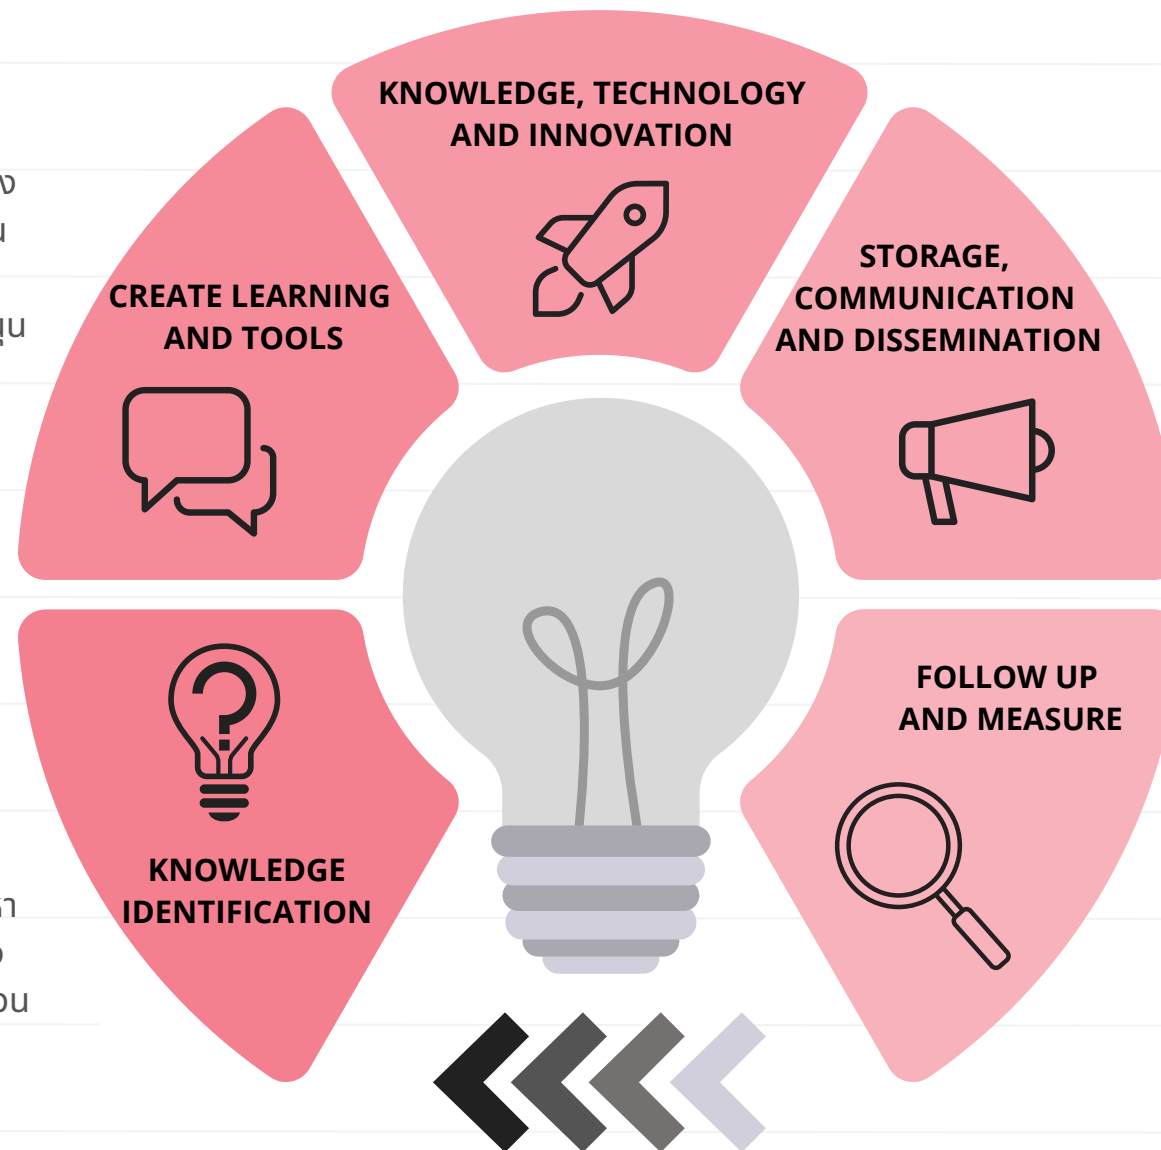 KNOWLEDGE, TECHNOLOGY
AND INNOVATION
CREATE LEARNING
AND TOOLS
STORAGE,
COMMUNICATION
AND DISSEMINATION
KNOWLEDGE
IDENTIFICATION
FOLLOW UP
AND MEASURE